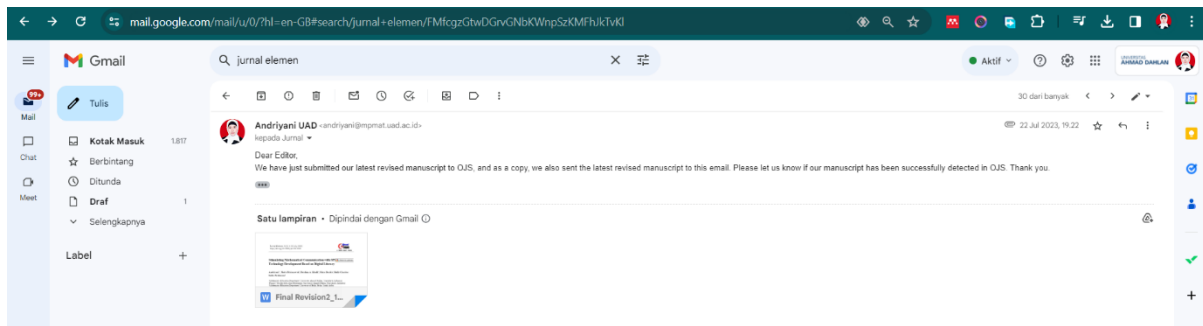 mail.google.com/mail/u/0/?hl=en-GB#search/jurnal+elemen/FMfcgzGtwDGrvGNbKWnpSzKMFhJkTvKl
Gmail
jurnal elemen
Aktif
UNIVERSITAS
AHMAD DAHLAN
99+
Mail
Tulis
30 dari banyak
Chat
Meet
Kotak Masuk 1.817
Berbintang
Ditunda
Draf 1
Selengkapnya
Label
Andriyani UAD <andriyani@mpmat.uad.ac.id>
22 Jul 2023, 19.22
kepada Jurnal
Dear Editor,
We have just submitted our latest revised manuscript to OJS, and as a copy, we also sent the latest revised manuscript to this email. Please let us know if our manuscript has been successfully detected in OJS. Thank you.
Satu lampiran • Dipindai dengan Gmail
W Final Revision2_1...